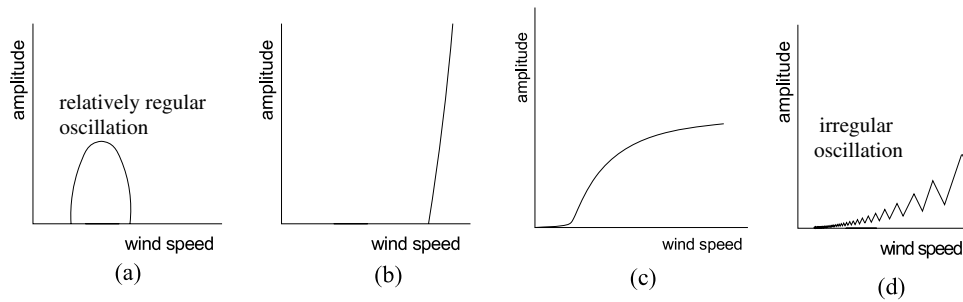 amplitude
relatively regular
oscillation
wind speed
(a)
amplitude
wind speed
(b)
amplitude
wind speed
(c)
amplitude
irregular
oscillation
wind speed
(d)